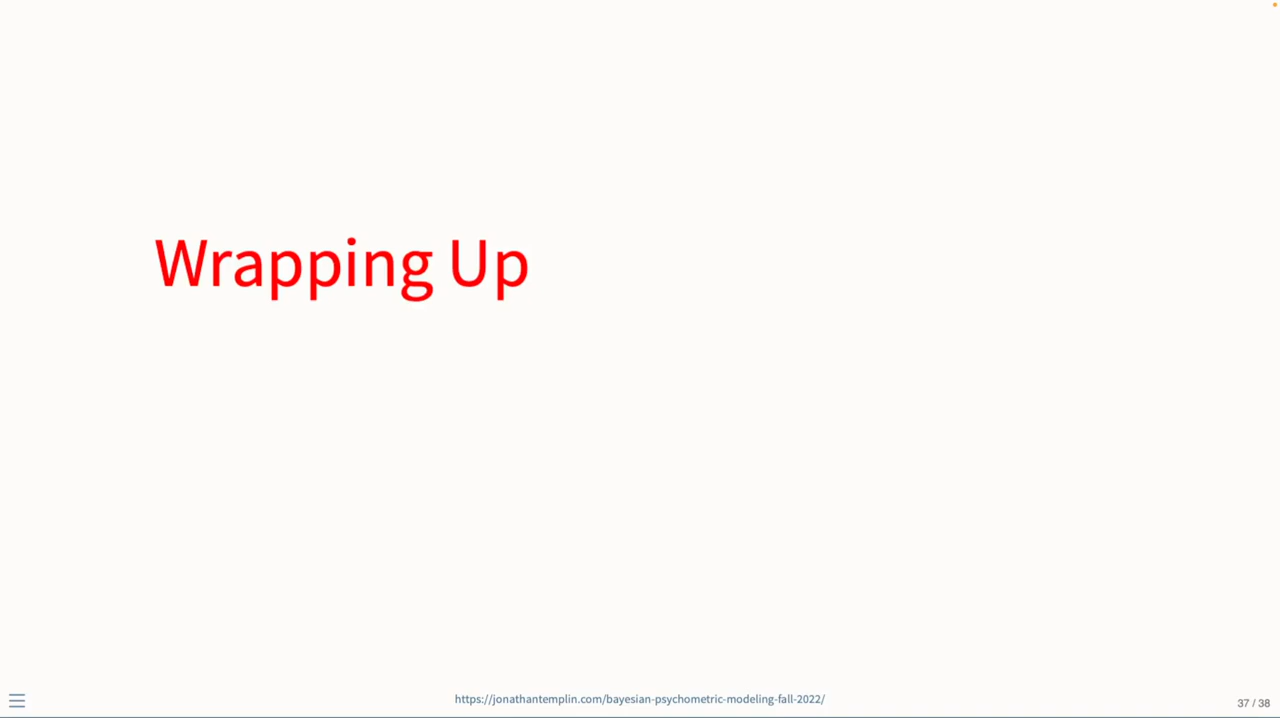 Wrapping Up
https://jonathantemplin.com/bayesian-psychometric-modeling-fall-2022/
37 / 38